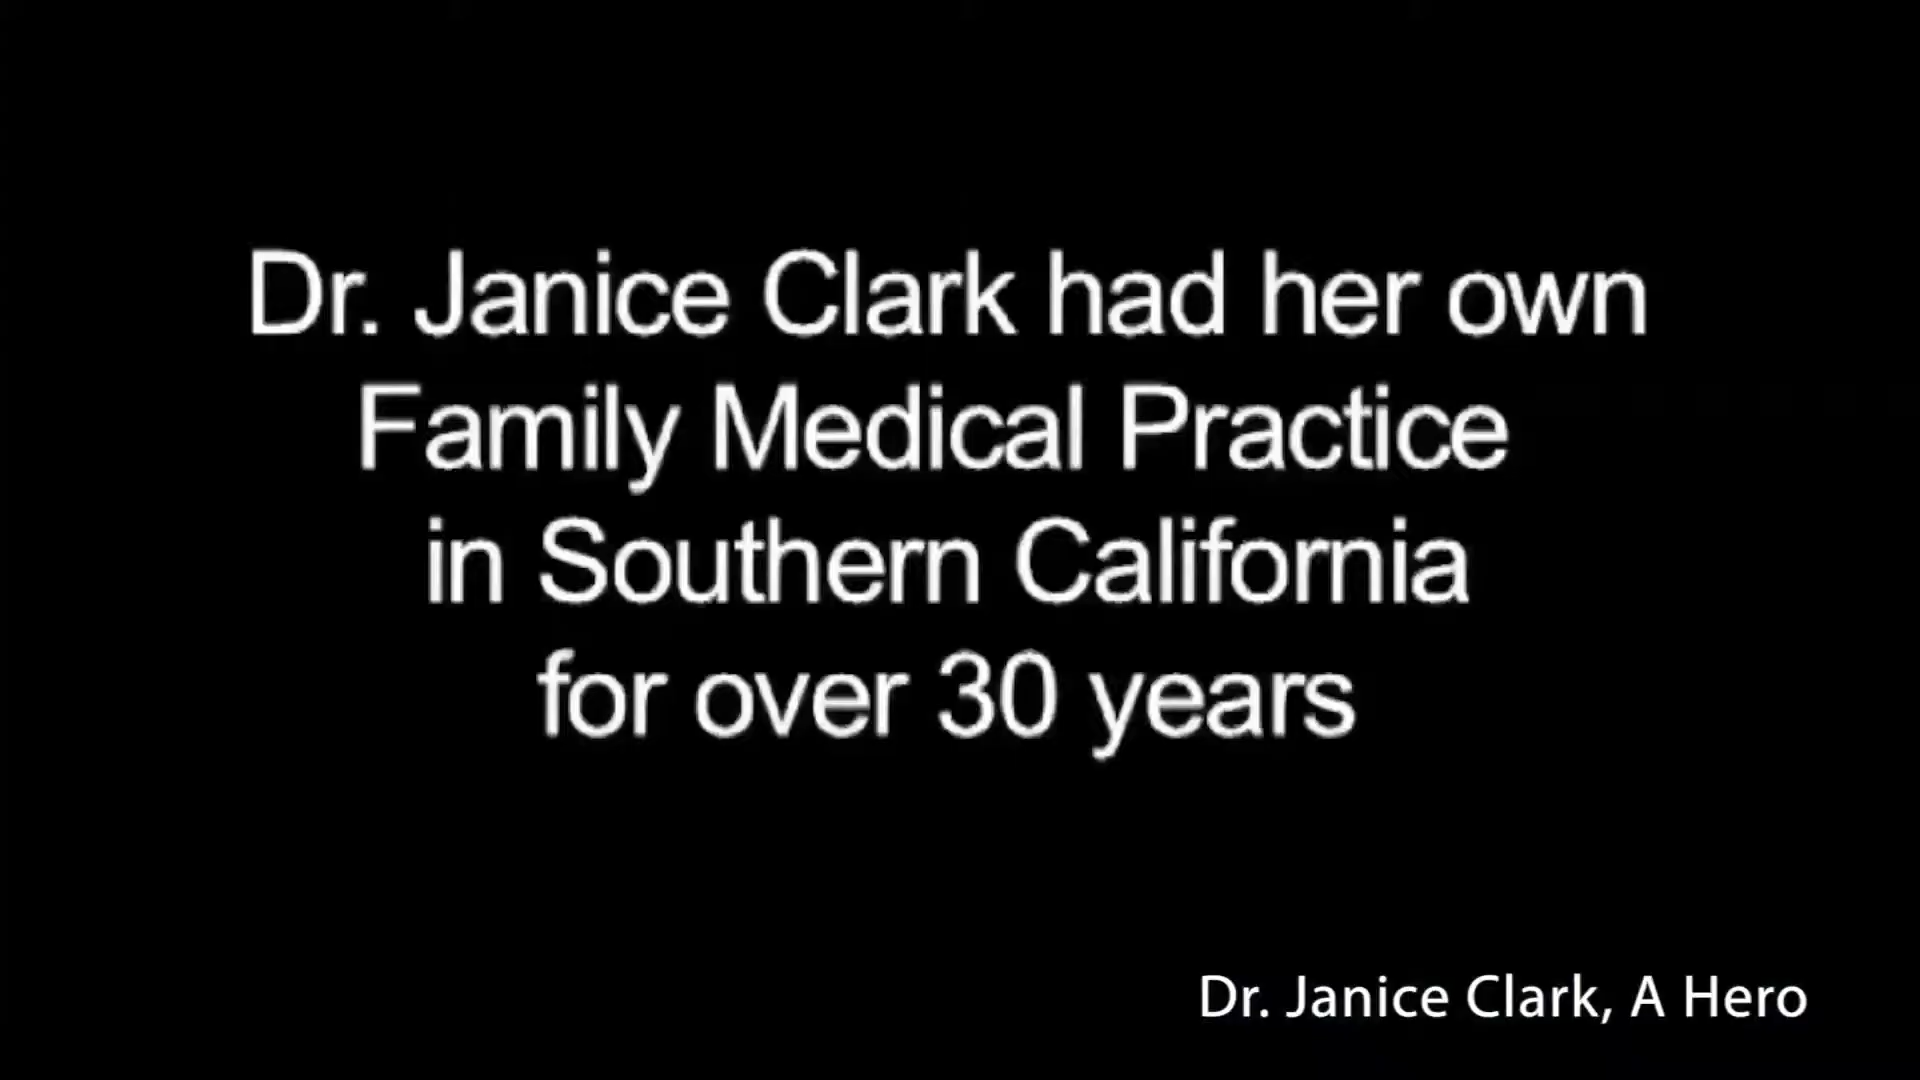 Dr. Janice Clark had her own
Family Medical Practice
in Southern California
for over 30 years
Dr. Janice Clark, A Hero